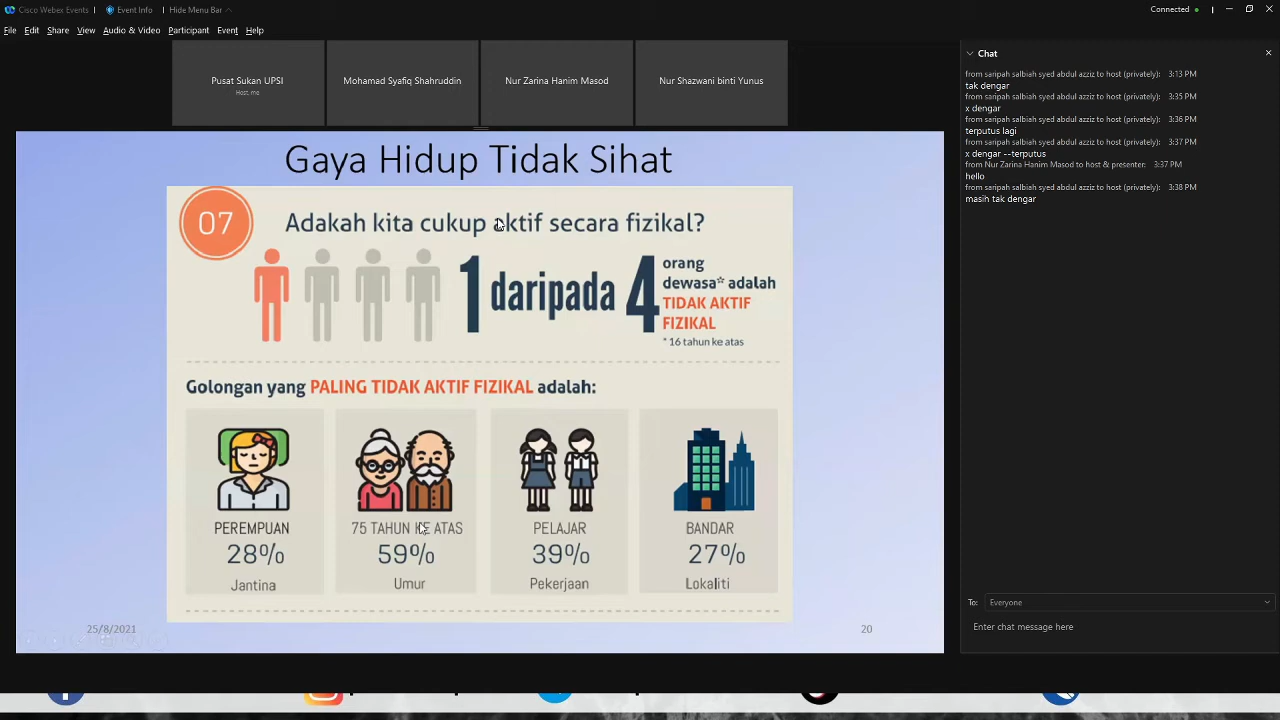 Cisco Webex Events Event Info Hide Menu Bar Connected
File Edit Share View Audio & Video Participant Event Help
Pusat Sukan UPSI
Host, me
Mohamad Syafiq Shahruddin
Nur Zarina Hanim Masod
Nur Shazwani binti Yunus
Gaya Hidup Tidak Sihat
07
Adakah kita cukup aktif secara fizikal?
1 daripada 4
orang
dewasa* adalah
TIDAK AKTIF
FIZIKAL
* 16 tahun ke atas
Golongan yang PALING TIDAK AKTIF FIZIKAL adalah:
PEREMPUAN
28%
Jantina
75 TAHUN KE ATAS
59%
Umur
PELAJAR
39%
Pekerjaan
BANDAR
27%
Lokaliti
25/8/2021
20
Chat
from saripah salbiah syed abdul azziz to host (privately): 3:13 PM
tak dengar
from saripah salbiah syed abdul azziz to host (privately): 3:35 PM
x dengar
from saripah salbiah syed abdul azziz to host (privately): 3:36 PM
terputus lagi
from saripah salbiah syed abdul azziz to host (privately): 3:37 PM
x dengar --terputus
from Nur Zarina Hanim Masod to host & presenter: 3:37 PM
hello
from saripah salbiah syed abdul azziz to host (privately): 3:38 PM
masih tak dengar
To: Everyone
Enter chat message here